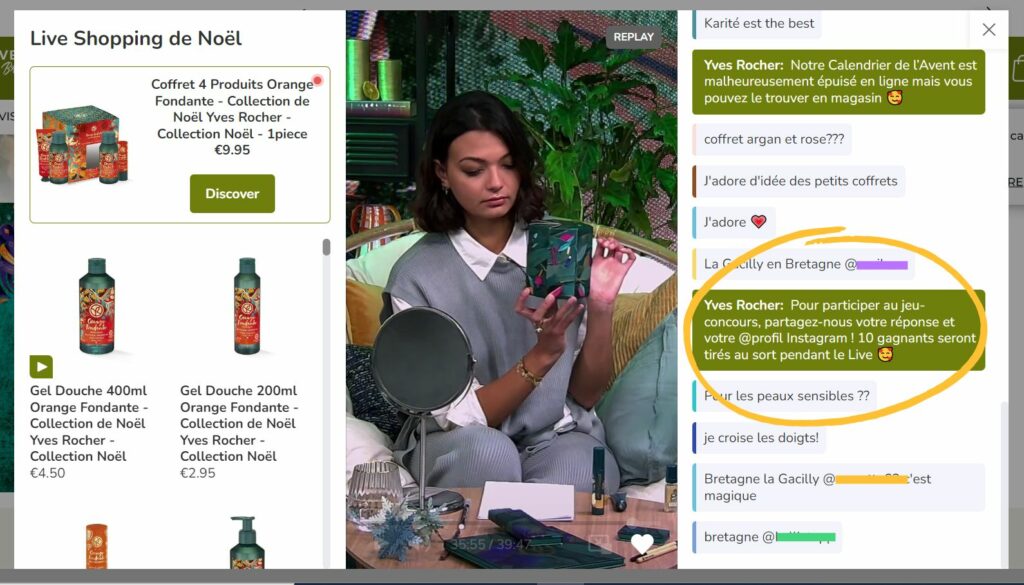 Live Shopping de Noël
Coffret 4 Produits Orange
Fondante - Collection de
Noël Yves Rocher -
Collection Noël - 1piece
€9.95
Discover
Gel Douche 400ml
Orange Fondante -
Collection de Noël
Yves Rocher -
Collection Noël
€4.50
Gel Douche 200ml
Orange Fondante -
Collection de Noël
Yves Rocher -
Collection Noël
€2.95
REPLAY
35:55 / 39:47
Karité est the best
Yves Rocher: Notre Calendrier de l'Avent est
malheureusement épuisé en ligne mais vous
pouvez le trouver en magasin 🥰
coffret argan et rose???
J'adore d'idée des petits coffrets
J'adore 💗
La Gacilly en Bretagne @
Yves Rocher: Pour participer au jeu-
concours, partagez-nous votre réponse et
votre @profil Instagram ! 10 gagnants seront
tirés au sort pendant le Live 🥰
Pour les peaux sensibles ??
je croise les doigts!
Bretagne la Gacilly @ c'est
magique
bretagne @